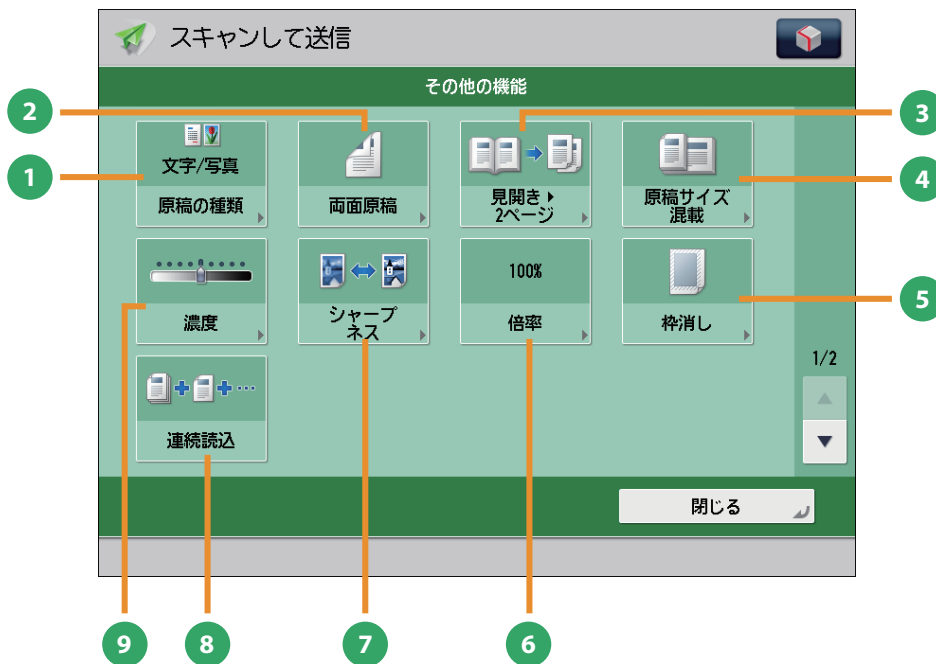 スキャンして送信
その他の機能
2
3
1
4
文字/写真
原稿の種類
両面原稿
見開き▶
2ページ
原稿サイズ
混載
5
濃度
シャープ
ネス
100%
倍率
枠消し
1/2
連続読込
閉じる
9
8
7
6